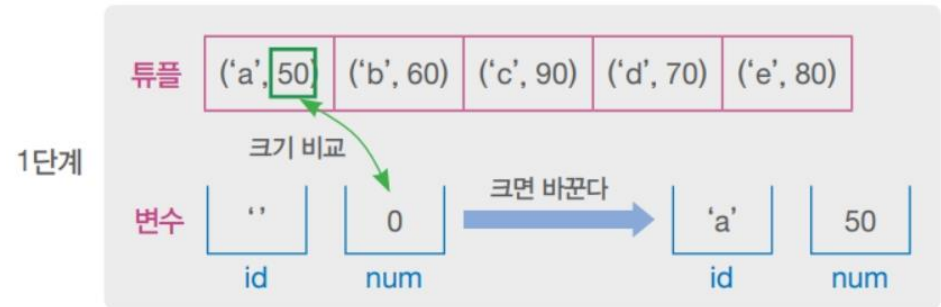 튜플 ('a', 50) ('b', 60) ('c', 90) ('d', 70) ('e', 80)
크기 비교
1단계
크면 바꾼다
변수 ' ' 0 'a' 50
id num id num